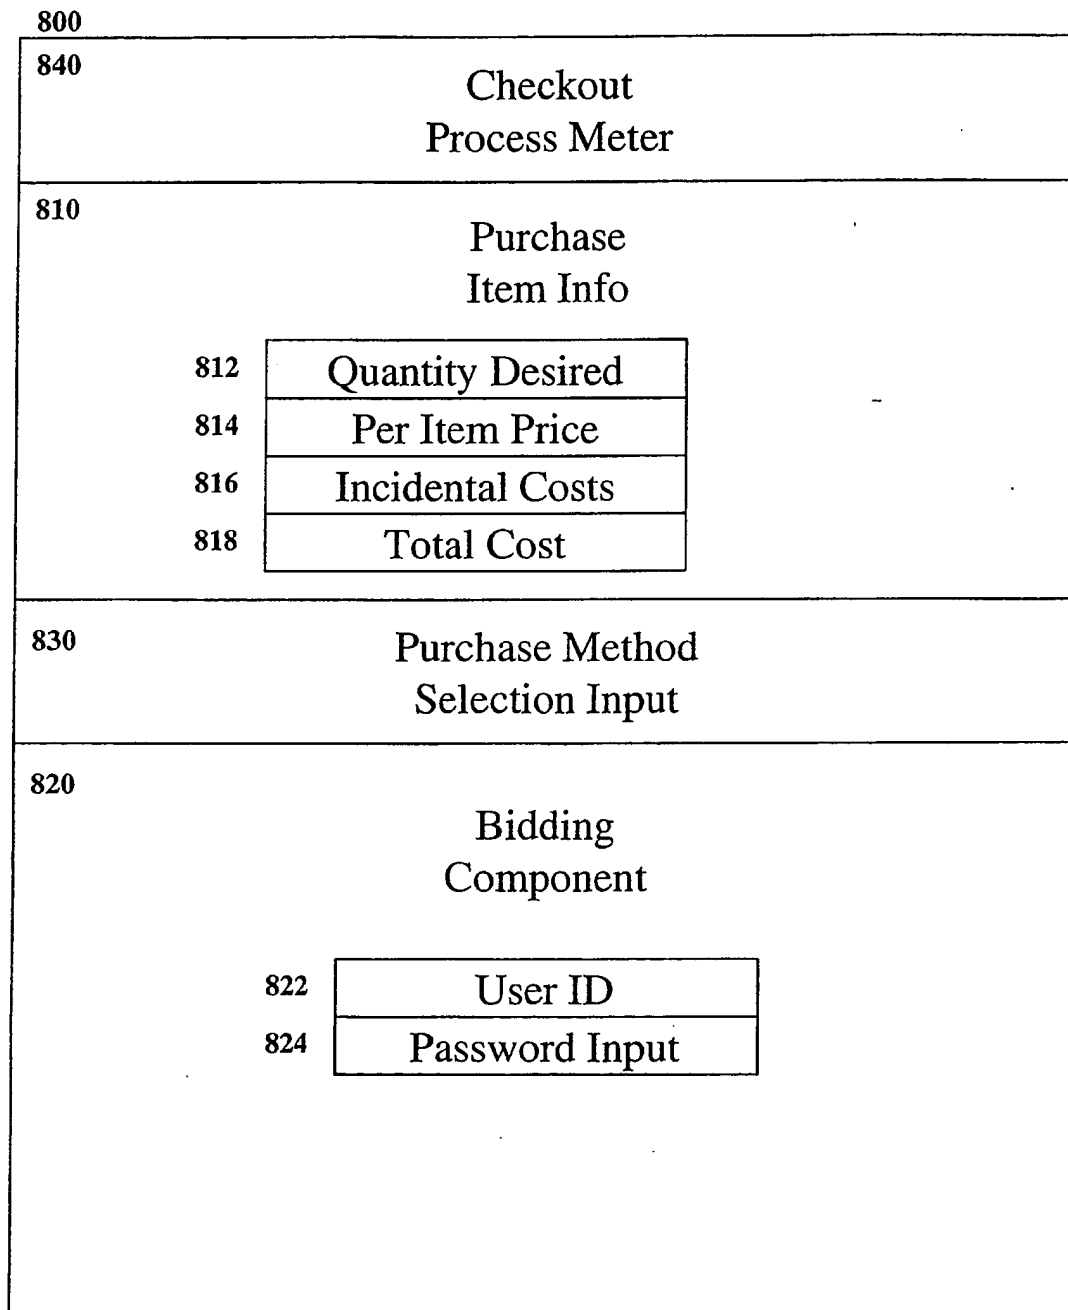 800
840
Checkout
Process Meter
810
Purchase
Item Info
812 Quantity Desired
814 Per Item Price
816 Incidental Costs
818 Total Cost
830
Purchase Method
Selection Input
820
Bidding
Component
822 User ID
824 Password Input